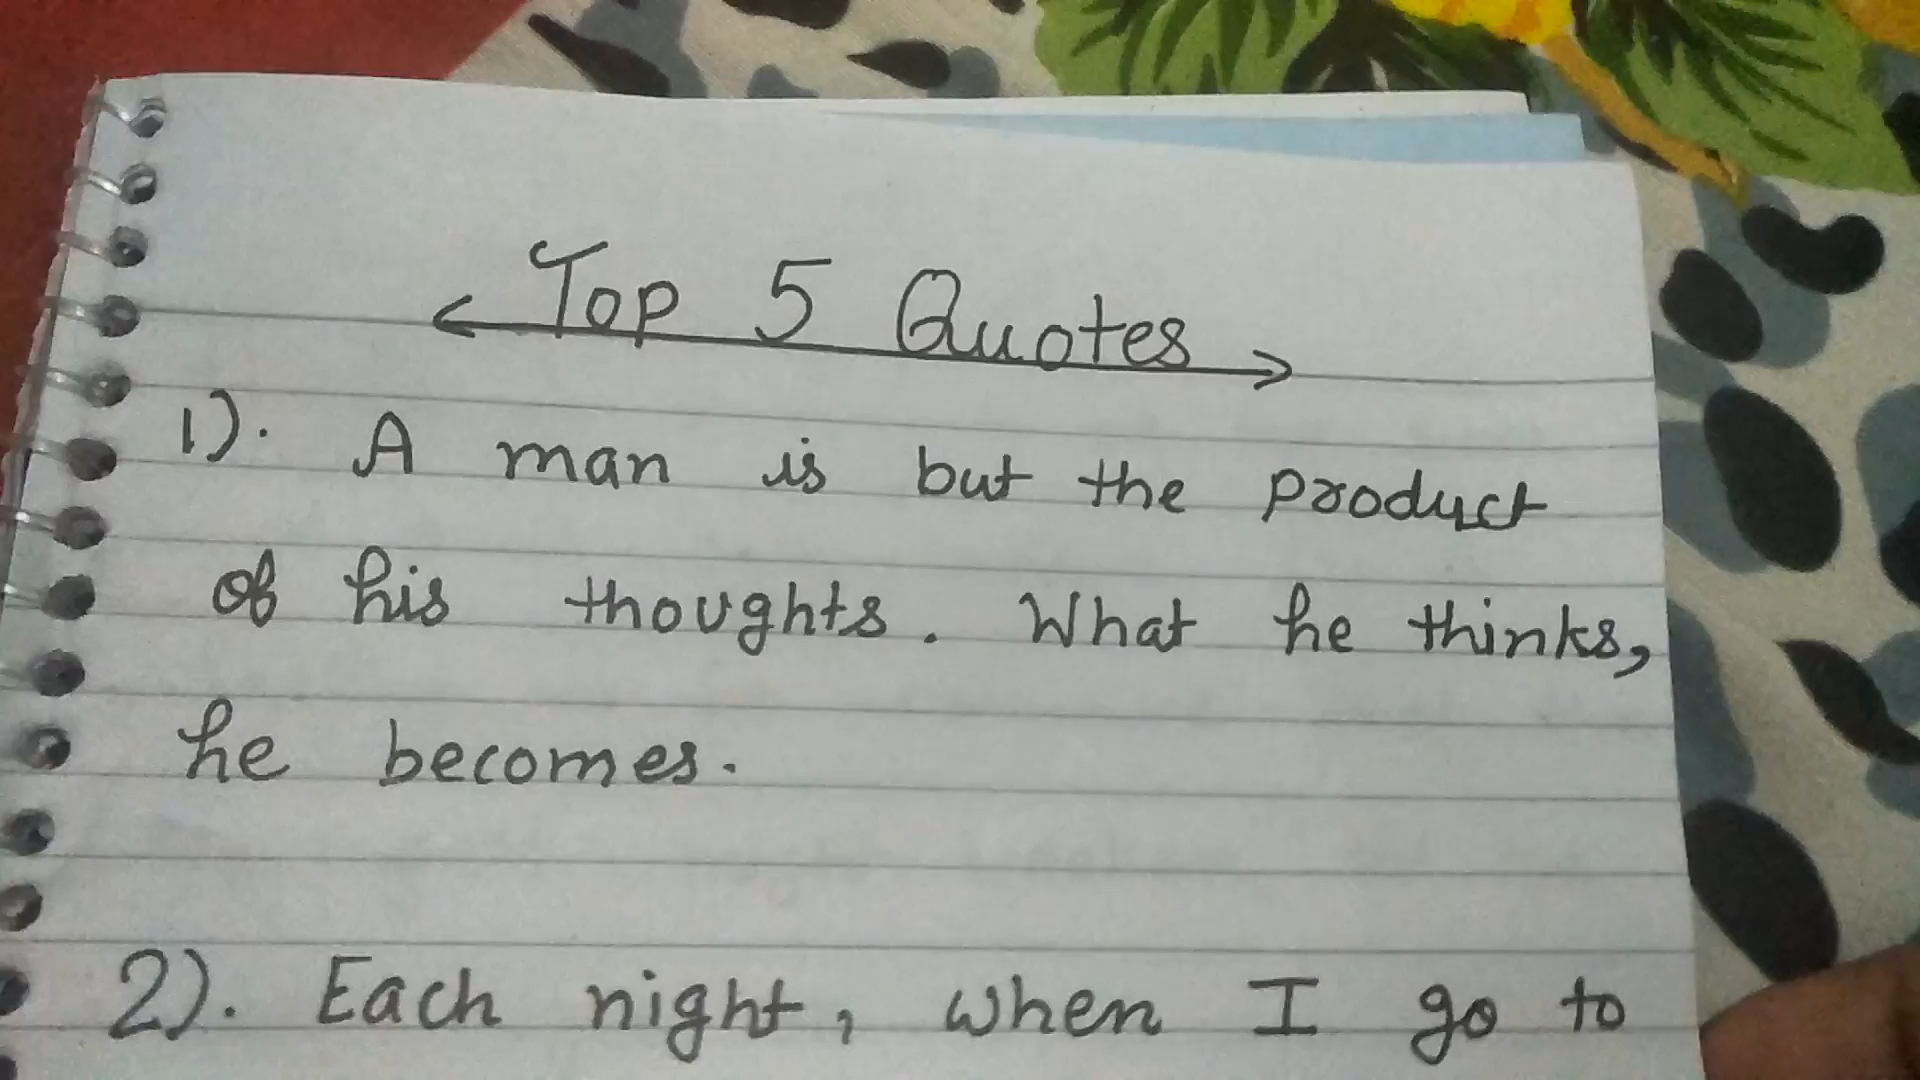 Top 5 Quotes
1). A man is but the product
of his thoughts. What he thinks,
he becomes.
2). Each night, when I go to